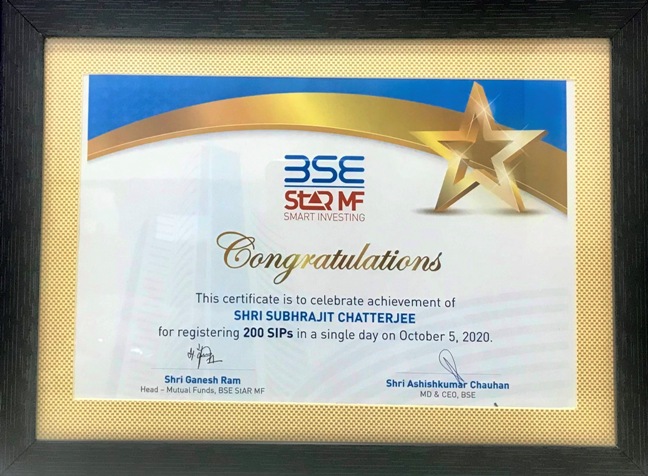 BSE
StAR MF
SMART INVESTING
Congratulations
This certificate is to celebrate achievement of
SHRI SUBHRAJIT CHATTERJEE
for registering 200 SIPs in a single day on October 5, 2020.
Shri Ganesh Ram
Head – Mutual Funds, BSE StAR MF
Shri Ashishkumar Chauhan
MD & CEO, BSE